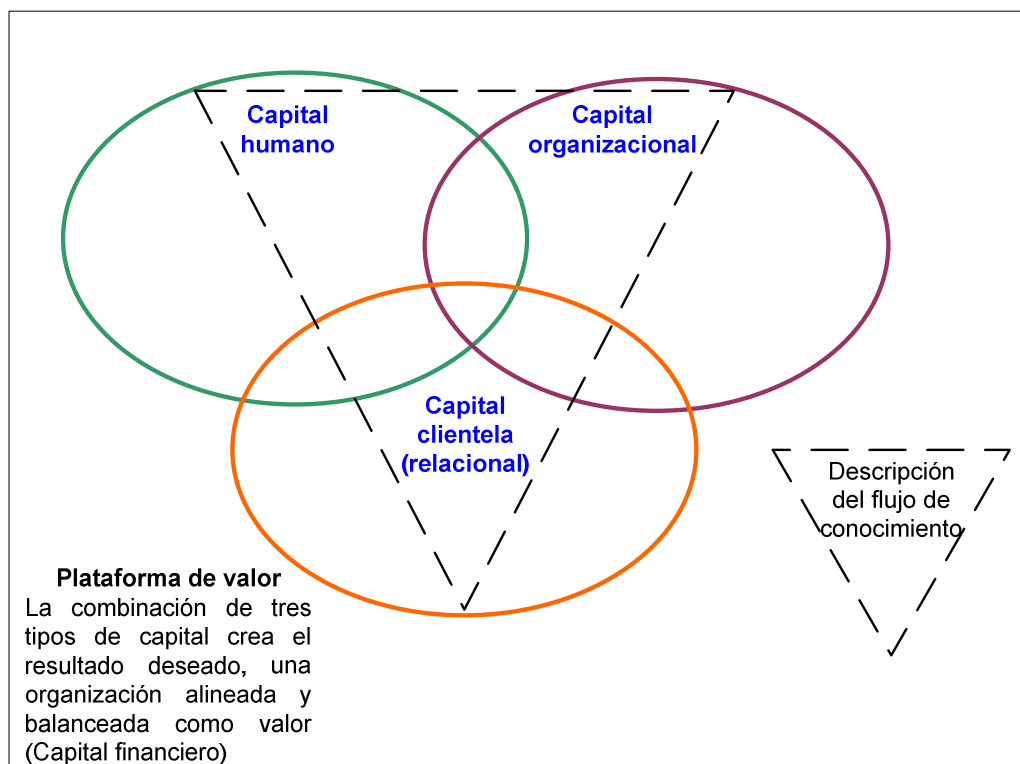 Capital
humano
Capital
organizacional
Capital
clientela
(relacional)
Descripción
del flujo de
conocimiento
Plataforma de valor
La combinación de tres
tipos de capital crea el
resultado deseado, una
organización alineada y
balanceada como valor
(Capital financiero)